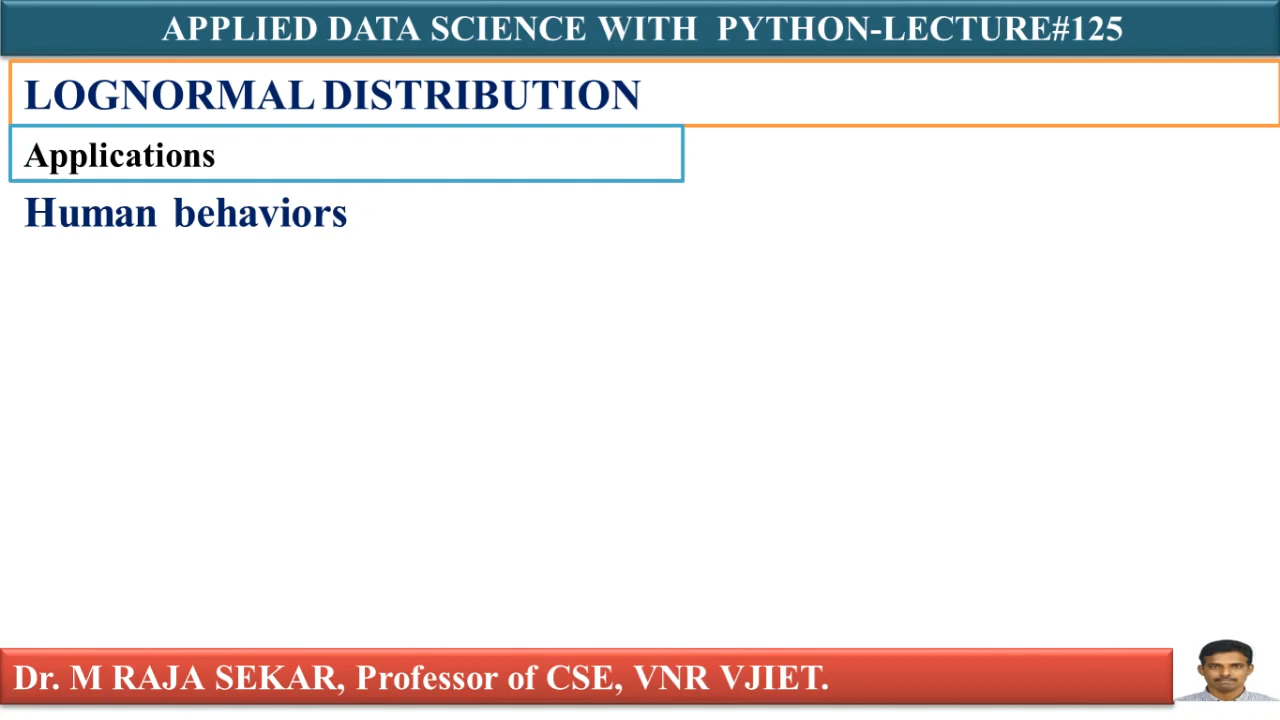 APPLIED DATA SCIENCE WITH PYTHON-LECTURE#125
LOGNORMAL DISTRIBUTION
Applications
Human behaviors
Dr. M RAJA SEKAR, Professor of CSE, VNR VJIET.